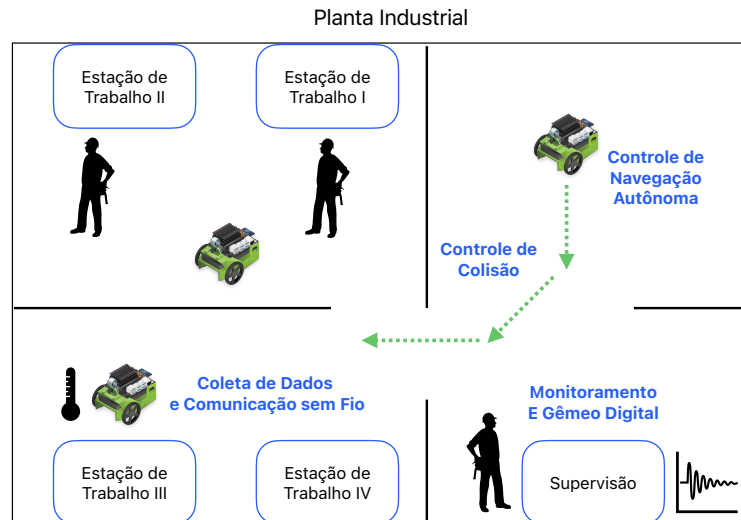 Planta Industrial
Estação de
Trabalho II
Estação de
Trabalho I
Controle de
Navegação
Autônoma
Controle de
Colisão
Coleta de Dados
e Comunicação sem Fio
Monitoramento
E Gêmeo Digital
Estação de
Trabalho III
Estação de
Trabalho IV
Supervisão